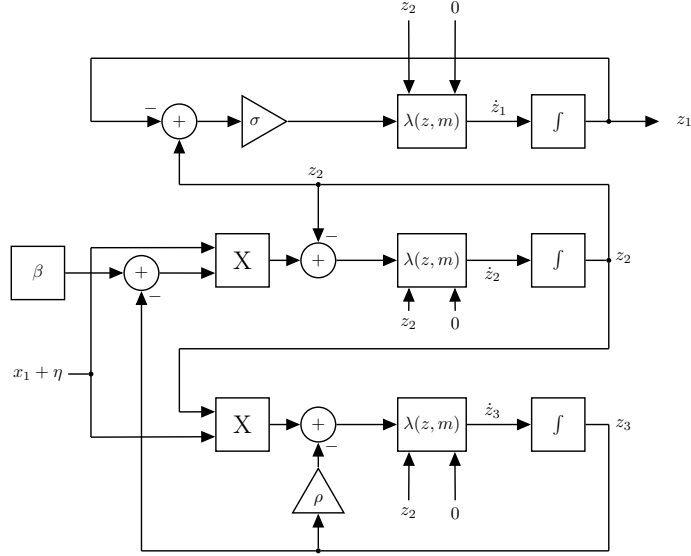 z₂ 0
− + σ λ(z, m) ż₁ ∫ z₁
z₂
β + − X − + λ(z, m) ż₂ ∫ z₂
z₂ 0
x₁ + η
X + − λ(z, m) ż₃ ∫ z₃
ρ z₂ 0